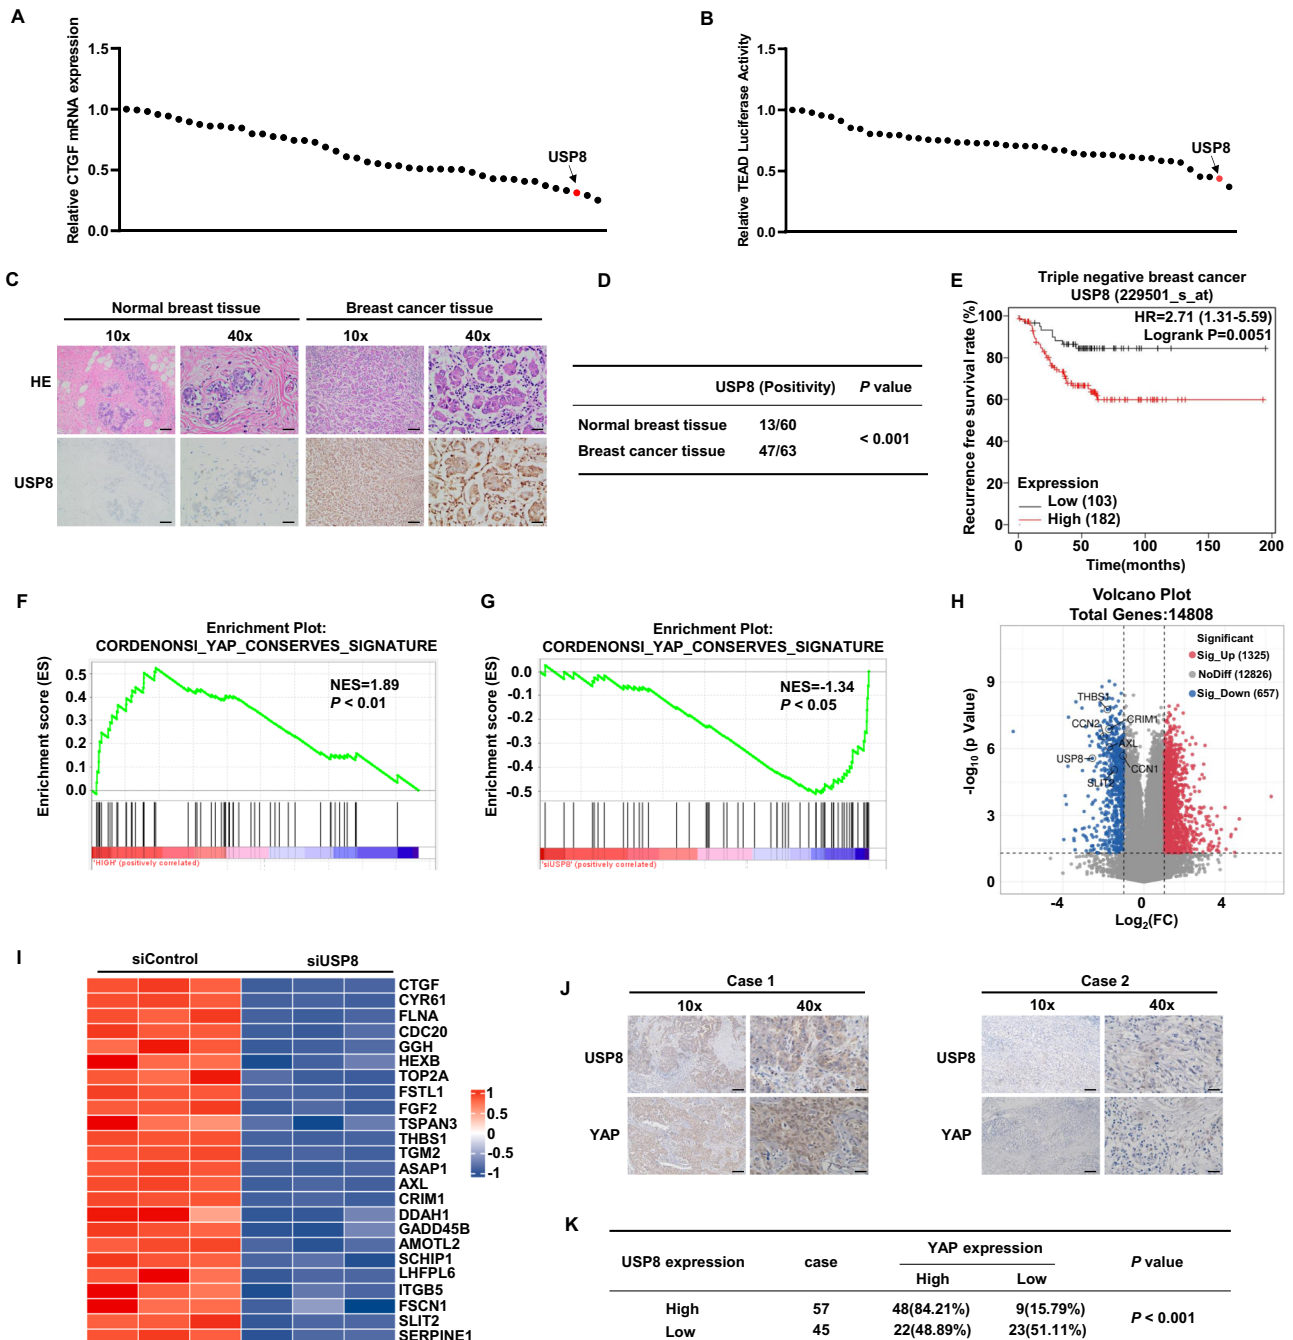 A
Relative CTGF mRNA expression
1.5
1.0
0.5
0.0
USP8
B
Relative TEAD Luciferase Activity
1.5
1.0
0.5
0.0
USP8
C
Normal breast tissue
Breast cancer tissue
10x
40x
10x
40x
HE
USP8
D
USP8 (Positivity)
P value
Normal breast tissue
13/60
< 0.001
Breast cancer tissue
47/63
E
Triple negative breast cancer
USP8 (229501_s_at)
HR=2.71 (1.31-5.59)
Logrank P=0.0051
Recurrence free survival rate (%)
100
80
60
40
20
0
Expression
Low (103)
High (182)
0
50
100
150
200
Time(months)
F
Enrichment Plot:
CORDENONSI_YAP_CONSERVES_SIGNATURE
Enrichment score (ES)
0.5
0.4
0.3
0.2
0.1
0.0
NES=1.89
P < 0.01
'HIGH' (positively correlated)
G
Enrichment Plot:
CORDENONSI_YAP_CONSERVES_SIGNATURE
Enrichment score (ES)
0.0
-0.1
-0.2
-0.3
-0.4
-0.5
NES=-1.34
P < 0.05
'siUSP8' (positively correlated)
H
Volcano Plot
Total Genes:14808
-log10 (p Value)
9
6
3
0
Significant
Sig_Up (1325)
NoDiff (12826)
Sig_Down (657)
THBS1
CCN2
CRIM1
AXL
USP8
CCN1
SLIT2
-4
0
4
Log2(FC)
I
siControl
siUSP8
CTGF
CYR61
FLNA
CDC20
GGH
HEXB
TOP2A
FSTL1
FGF2
TSPAN3
THBS1
TGM2
ASAP1
AXL
CRIM1
DDAH1
GADD45B
AMOTL2
SCHIP1
LHFPL6
ITGB5
FSCN1
SLIT2
SERPINE1
1
0.5
0
-0.5
-1
J
Case 1
Case 2
10x
40x
10x
40x
USP8
YAP
USP8
YAP
K
USP8 expression
case
YAP expression
P value
High
Low
High
57
48(84.21%)
9(15.79%)
P < 0.001
Low
45
22(48.89%)
23(51.11%)